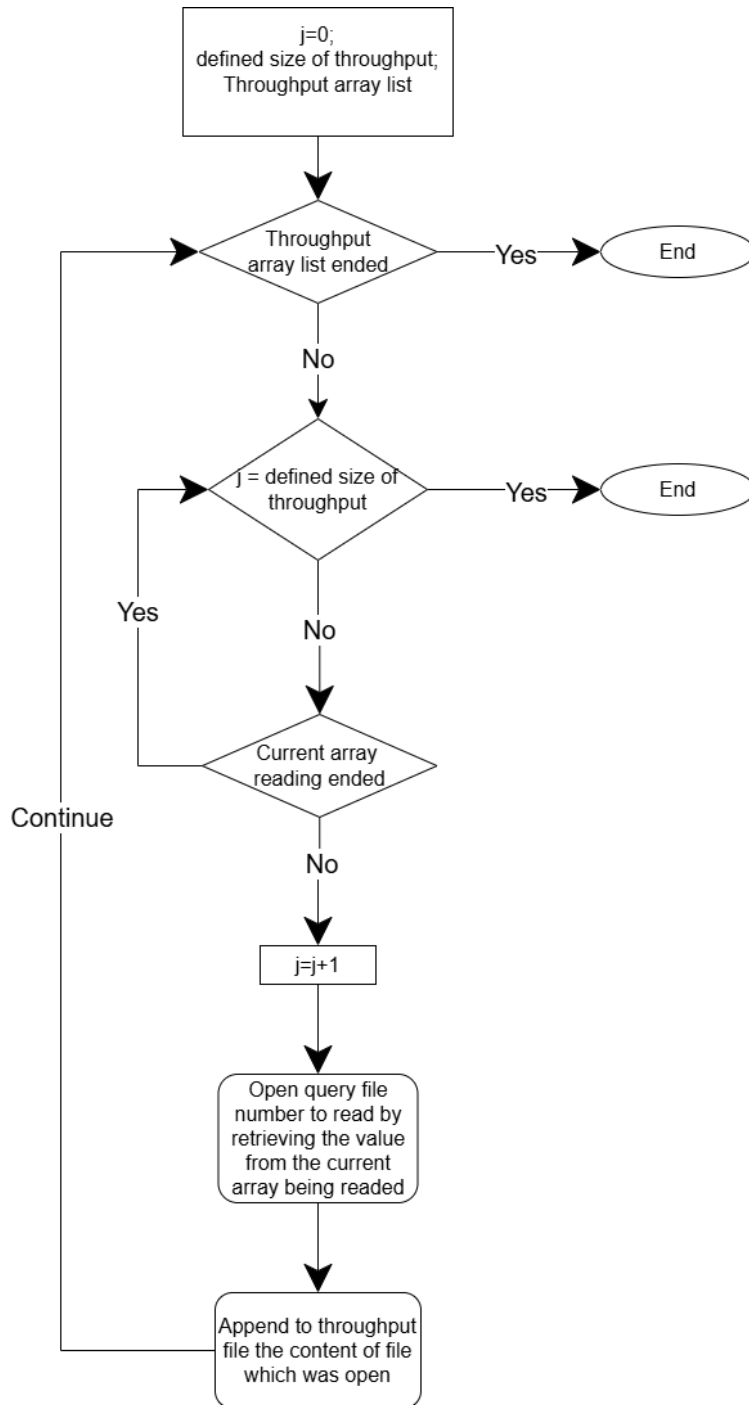 j=0;
defined size of throughput;
Throughput array list
Throughput
array list ended
Yes
End
No
j = defined size of
throughput
Yes
End
Yes
No
Current array
reading ended
Continue
No
j=j+1
Open query file
number to read by
retrieving the value
from the current
array being readed
Append to throughput
file the content of file
which was open